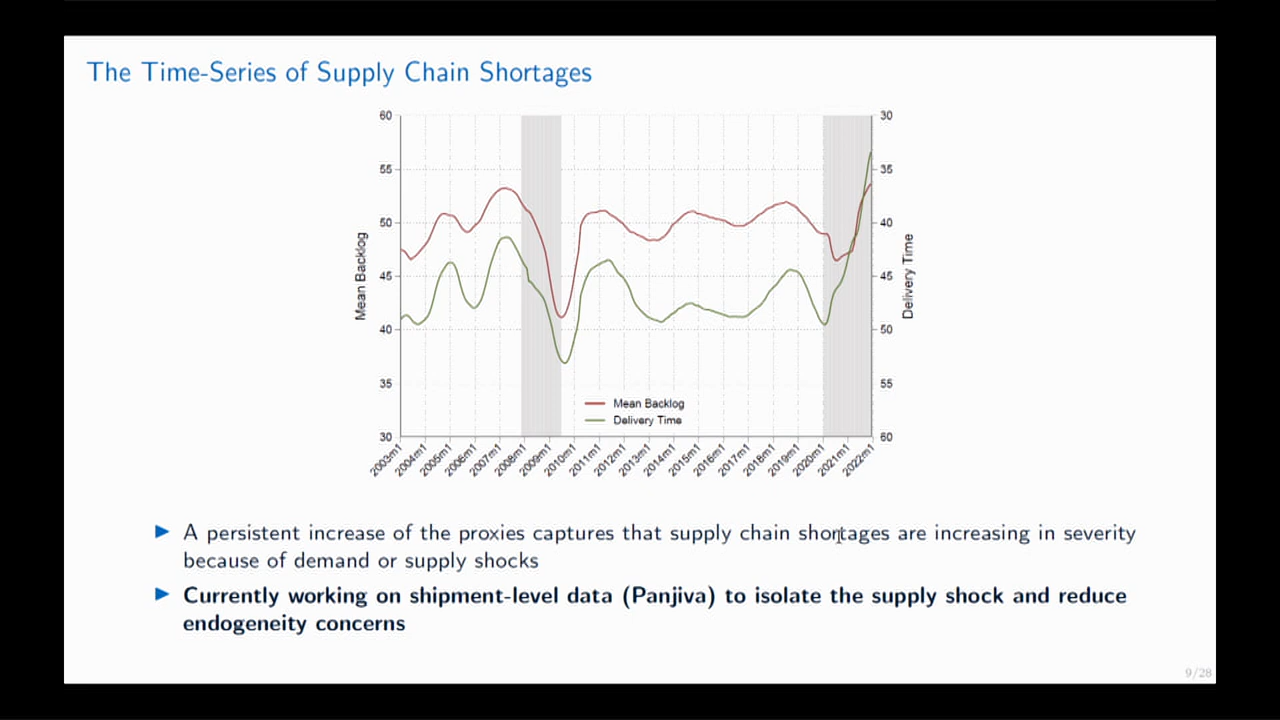 The Time-Series of Supply Chain Shortages
60
55
50
45
40
35
30
Mean Backlog
30
35
40
45
50
55
60
Delivery Time
Mean Backlog
Delivery Time
2003m1
2004m1
2005m1
2006m1
2007m1
2008m1
2009m1
2010m1
2011m1
2012m1
2013m1
2014m1
2015m1
2016m1
2017m1
2018m1
2019m1
2020m1
2021m1
2022m1
A persistent increase of the proxies captures that supply chain shortages are increasing in severity
because of demand or supply shocks
Currently working on shipment-level data (Panjiva) to isolate the supply shock and reduce
endogeneity concerns
9/28